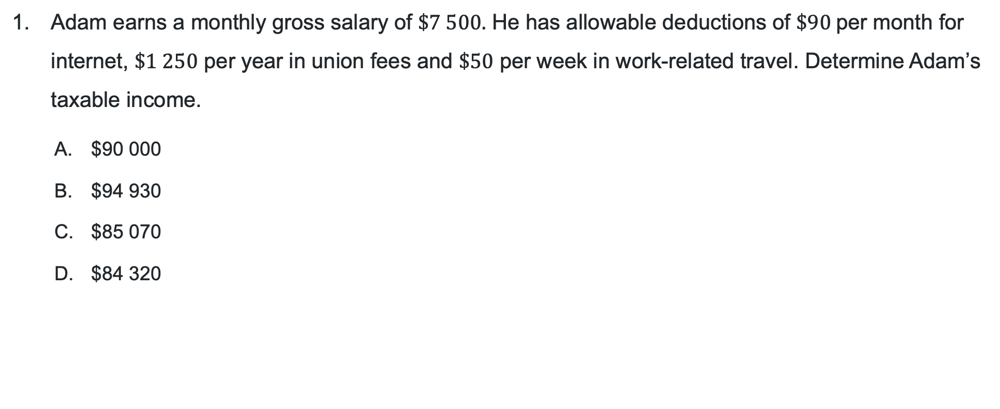 1. Adam earns a monthly gross salary of $7 500. He has allowable deductions of $90 per month for
internet, $1 250 per year in union fees and $50 per week in work-related travel. Determine Adam’s
taxable income.
A. $90 000
B. $94 930
C. $85 070
D. $84 320